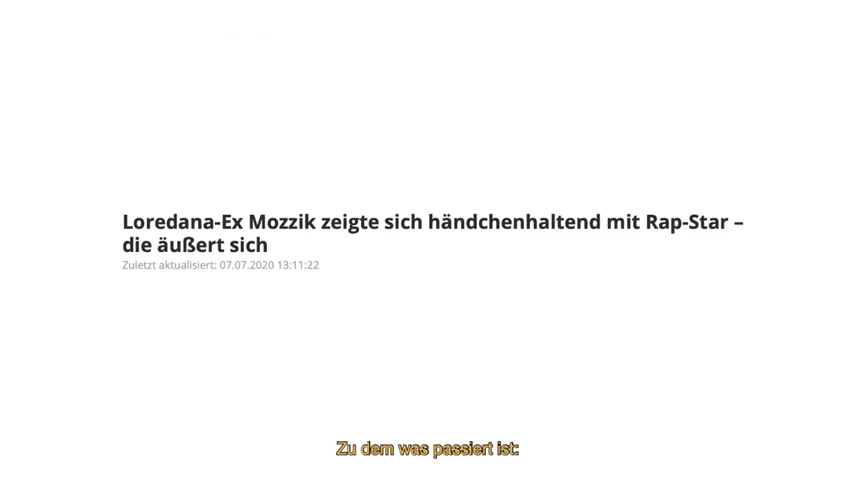 Loredana-Ex Mozzik zeigte sich händchenhaltend mit Rap-Star –
die äußert sich
Zuletzt aktualisiert: 07.07.2020 13:11:22
Zu dem was passiert ist: